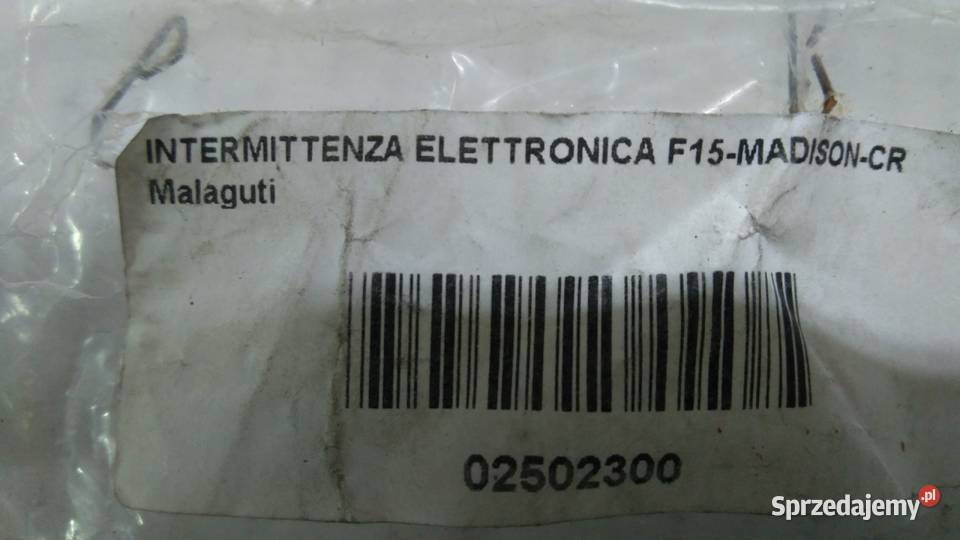 INTERMITTENZA ELETTRONICA F15-MADISON-CR
Malaguti
02502300
Sprzedajemy.pl